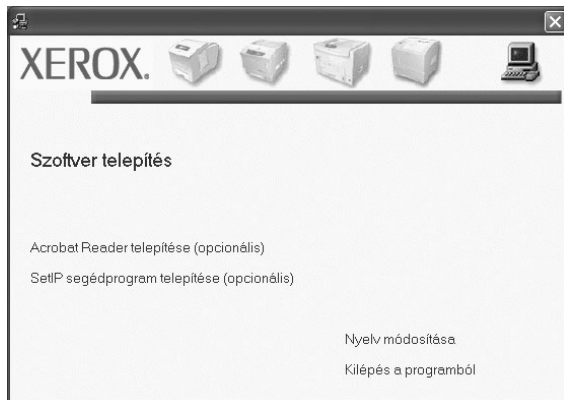 XEROX.
Szoftver telepítés
Acrobat Reader telepítése (opcionális)
SetIP segédprogram telepítése (opcionális)
Nyelv módosítása
Kilépés a programból